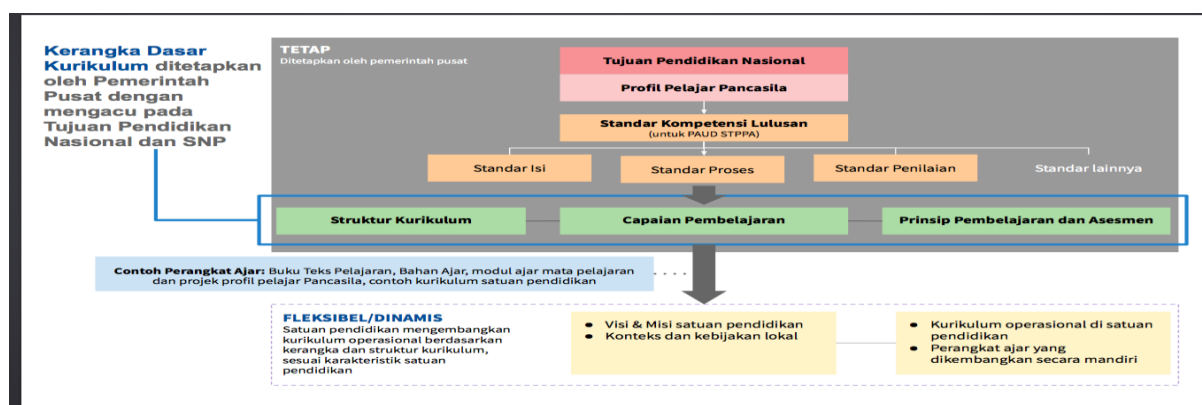 Kerangka Dasar
Kurikulum ditetapkan
oleh Pemerintah
Pusat dengan
mengacu pada
Tujuan Pendidikan
Nasional dan SNP
TETAP
Ditetapkan oleh pemerintah pusat
Tujuan Pendidikan Nasional
Profil Pelajar Pancasila
Standar Kompetensi Lulusan
(untuk PAUD STPPA)
Standar Isi
Standar Proses
Standar Penilaian
Standar lainnya
Struktur Kurikulum
Capaian Pembelajaran
Prinsip Pembelajaran dan Asesmen
Contoh Perangkat Ajar: Buku Teks Pelajaran, Bahan Ajar, modul ajar mata pelajaran
dan projek profil pelajar Pancasila, contoh kurikulum satuan pendidikan
FLEKSIBEL/DINAMIS
Satuan pendidikan mengembangkan
kurikulum operasional berdasarkan
kerangka dan struktur kurikulum,
sesuai karakteristik satuan
pendidikan
● Visi & Misi satuan pendidikan
● Konteks dan kebijakan lokal
● Kurikulum operasional di satuan
pendidikan
● Perangkat ajar yang
dikembangkan secara mandiri